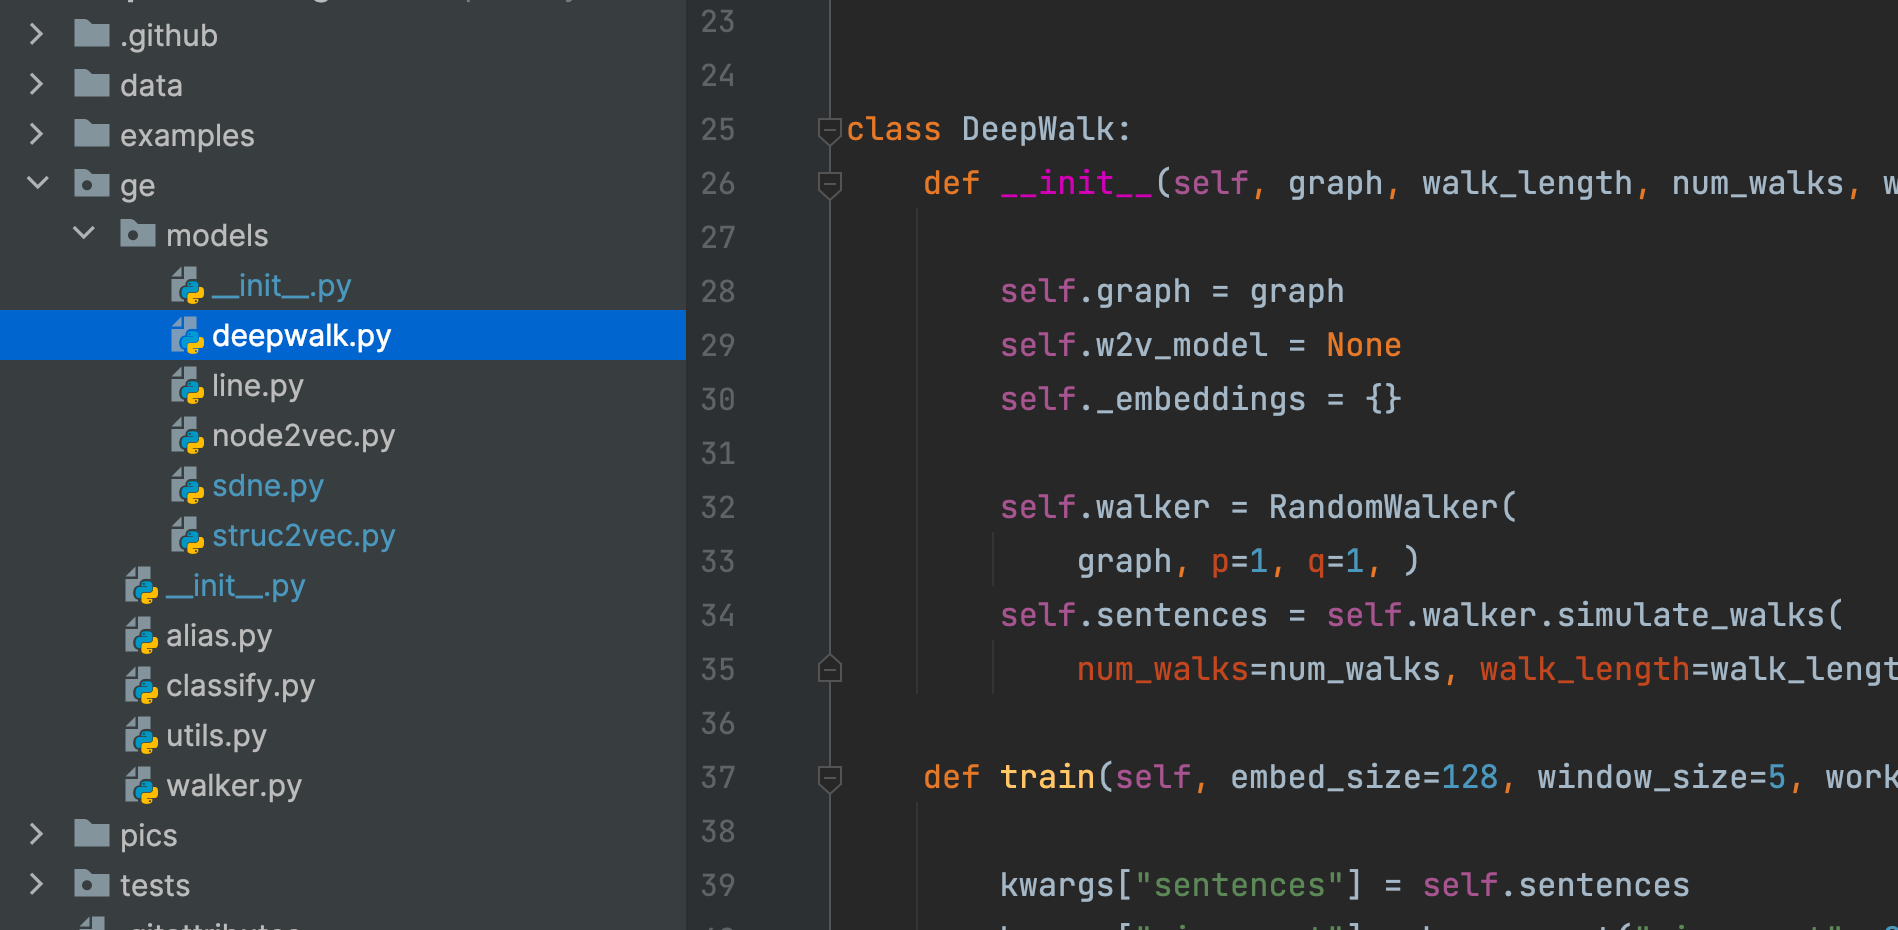 .github
data
examples
ge
models
__init__.py
deepwalk.py
line.py
node2vec.py
sdne.py
struc2vec.py
__init__.py
alias.py
classify.py
utils.py
walker.py
pics
tests
.gitattributes
23
24
25 class DeepWalk:
26 def __init__(self, graph, walk_length, num_walks, w
27
28 self.graph = graph
29 self.w2v_model = None
30 self._embeddings = {}
31
32 self.walker = RandomWalker(
33 graph, p=1, q=1, )
34 self.sentences = self.walker.simulate_walks(
35 num_walks=num_walks, walk_length=walk_lengt
36
37 def train(self, embed_size=128, window_size=5, work
38
39 kwargs["sentences"] = self.sentences